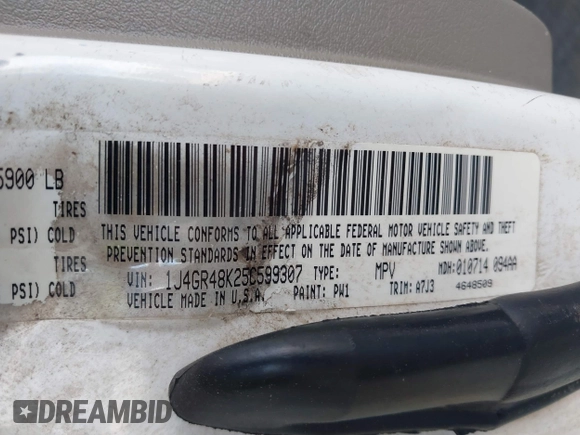 5900 LB
TIRES
PSI) COLD
TIRES
PSI) COLD
THIS VEHICLE CONFORMS TO ALL APPLICABLE FEDERAL MOTOR VEHICLE SAFETY AND THEFT
PREVENTION STANDARDS IN EFFECT ON THE DATE OF MANUFACTURE SHOWN ABOVE.
VIN: 1J4GR48K25C599307 TYPE: MPV MDH:010714 094AA
VEHICLE MADE IN U.S.A. PAINT: PW1 TRIM: A7J3 4648509
DREAMBID